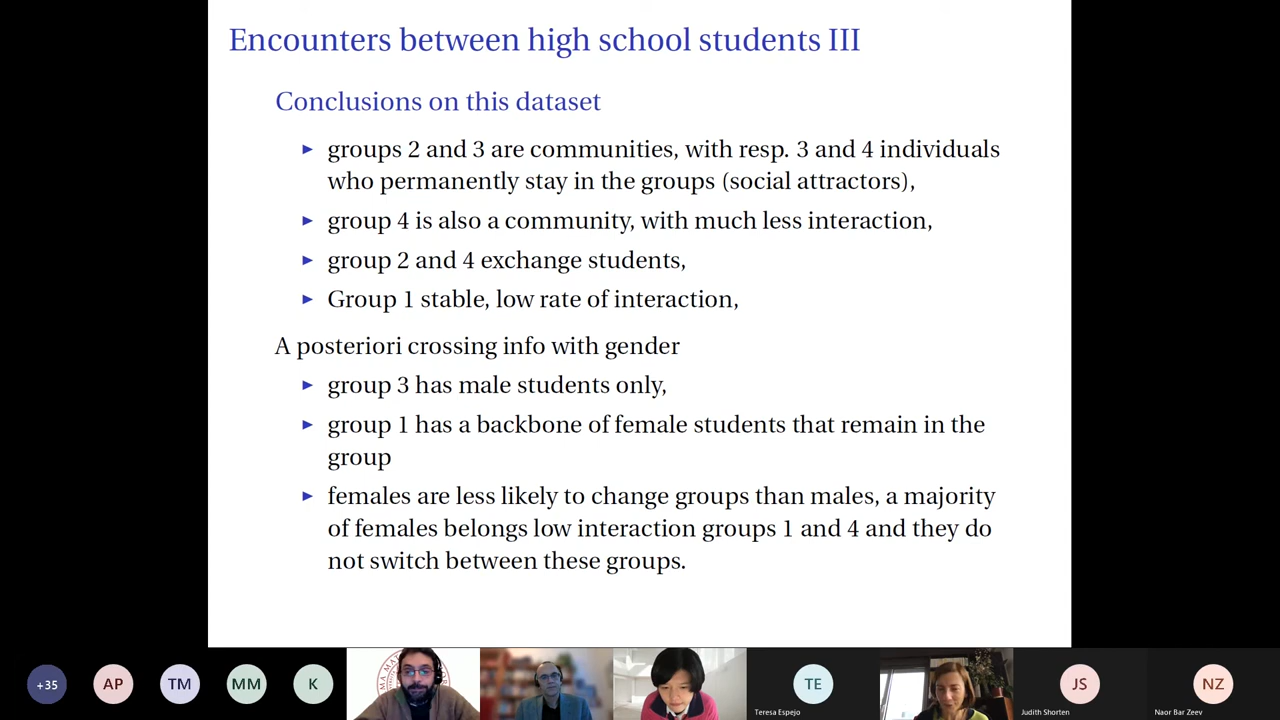 Encounters between high school students III
Conclusions on this dataset
► groups 2 and 3 are communities, with resp. 3 and 4 individuals
who permanently stay in the groups (social attractors),
► group 4 is also a community, with much less interaction,
► group 2 and 4 exchange students,
► Group 1 stable, low rate of interaction,
A posteriori crossing info with gender
► group 3 has male students only,
► group 1 has a backbone of female students that remain in the
group
► females are less likely to change groups than males, a majority
of females belongs low interaction groups 1 and 4 and they do
not switch between these groups.
+35
AP
TM
MM
K
TE
JS
NZ
Teresa Espejo
Judith Shorten
Naor Bar Zeev